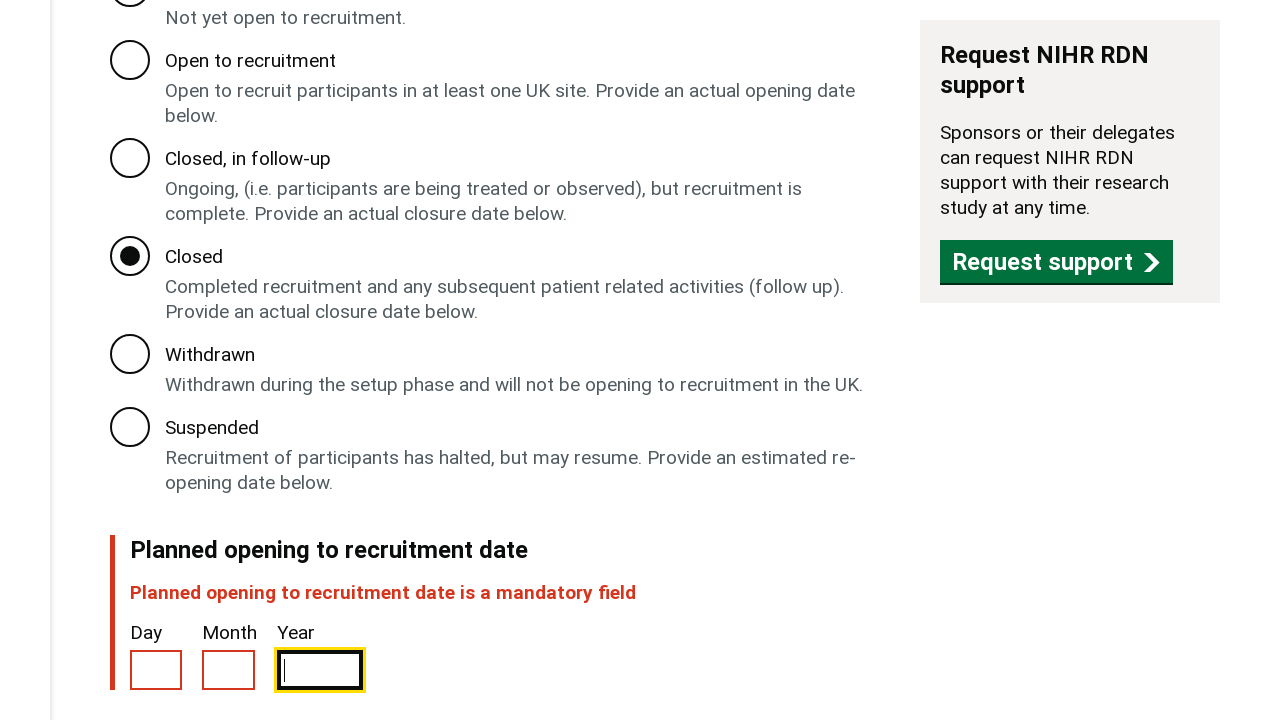 Not yet open to recruitment.
Open to recruitment
Open to recruit participants in at least one UK site. Provide an actual opening date
below.
Closed, in follow-up
Ongoing, (i.e. participants are being treated or observed), but recruitment is
complete. Provide an actual closure date below.
Closed
Completed recruitment and any subsequent patient related activities (follow up).
Provide an actual closure date below.
Withdrawn
Withdrawn during the setup phase and will not be opening to recruitment in the UK.
Suspended
Recruitment of participants has halted, but may resume. Provide an estimated re-
opening date below.
Planned opening to recruitment date
Planned opening to recruitment date is a mandatory field
Day Month Year
Request NIHR RDN
support
Sponsors or their delegates
can request NIHR RDN
support with their research
study at any time.
Request support